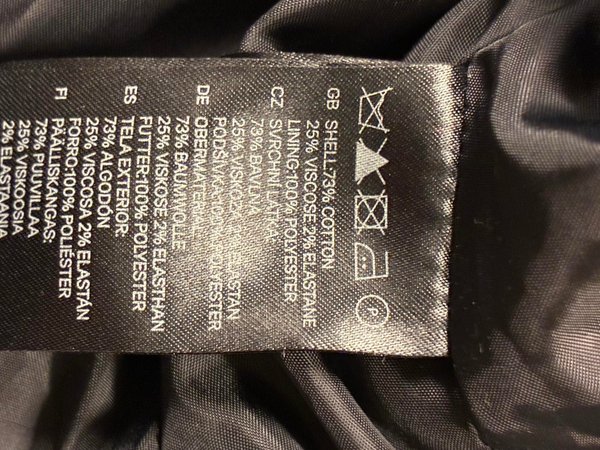 GB SHELL:73% COTTON
25% VISCOSE 2% ELASTANE
LINING:100% POLYESTER
CZ SVRCHNÍ LÁTKA:
73% BAVLNA
25% VISKÓZA 2% ELASTAN
PODŠÍVKA:100% POLYESTER
DE OBERMATERIAL:
73% BAUMWOLLE
25% VISKOSE 2% ELASTHAN
FUTTER:100% POLYESTER
ES TELA EXTERIOR:
73% ALGODÓN
25% VISCOSA 2% ELASTÁN
FORRO:100% POLIÉSTER
FI PÄÄLLISKANGAS:
73% PUUVILLAA
25% VISKOOSIA
2% ELASTAANIA
P